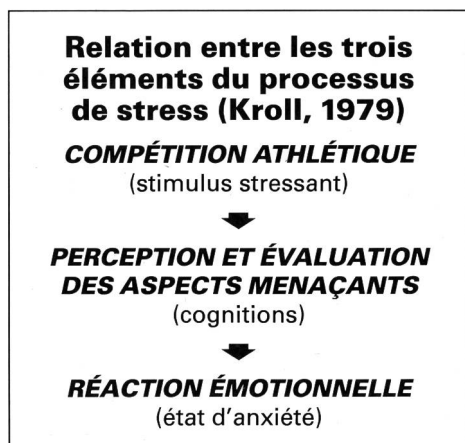 Relation entre les trois
éléments du processus
de stress (Kroll, 1979)
COMPÉTITION ATHLÉTIQUE
(stimulus stressant)
PERCEPTION ET ÉVALUATION
DES ASPECTS MENAÇANTS
(cognitions)
RÉACTION ÉMOTIONNELLE
(état d'anxiété)